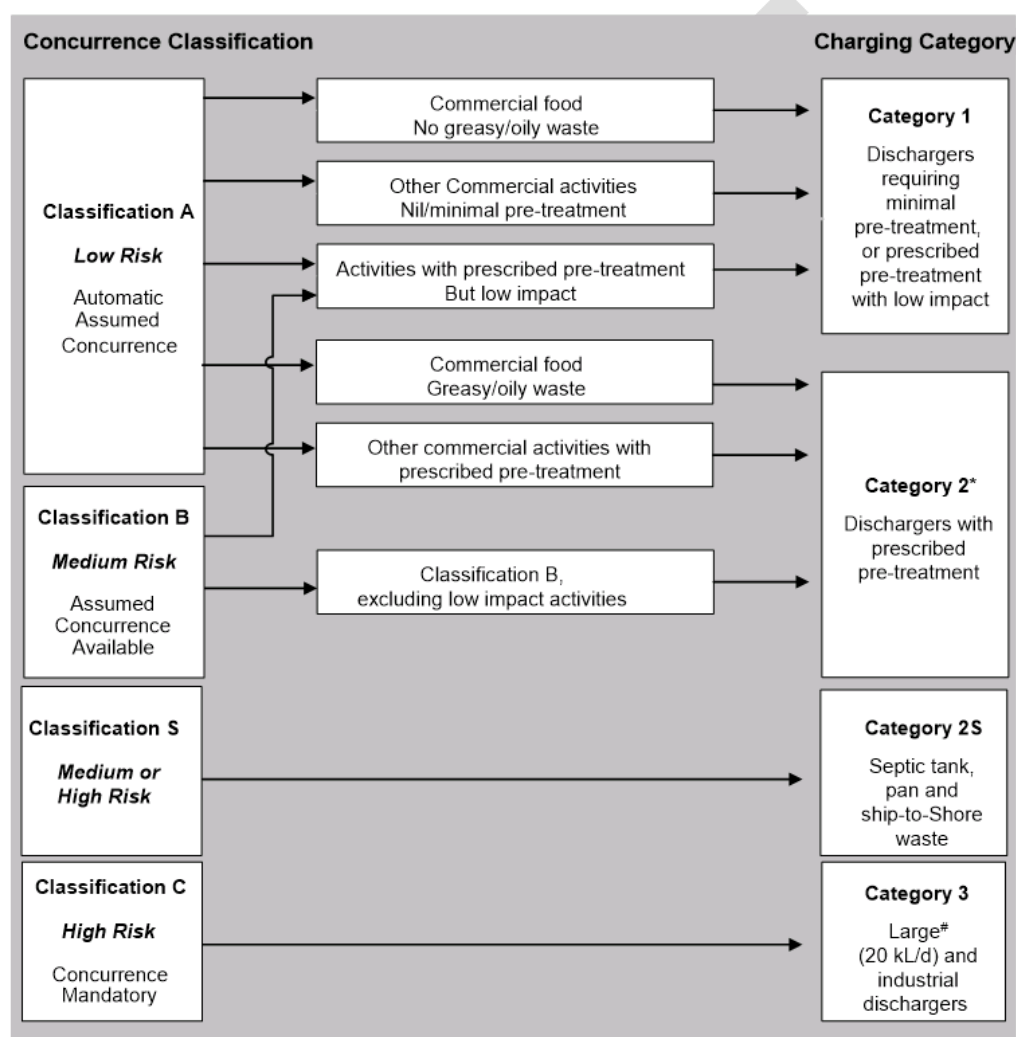 Concurrence Classification
Charging Category
Classification A
Low Risk
Automatic
Assumed
Concurrence
Commercial food
No greasy/oily waste
Other Commercial activities
Nil/minimal pre-treatment
Activities with prescribed pre-treatment
But low impact
Commercial food
Greasy/oily waste
Other commercial activities with
prescribed pre-treatment
Category 1
Dischargers
requiring
minimal
pre-treatment,
or prescribed
pre-treatment
with low impact
Classification B
Medium Risk
Assumed
Concurrence
Available
Classification B,
excluding low impact activities
Category 2*
Dischargers with
prescribed
pre-treatment
Classification S
Medium or
High Risk
Category 2S
Septic tank,
pan and
ship-to-Shore
waste
Classification C
High Risk
Concurrence
Mandatory
Category 3
Large#
(20 kL/d) and
industrial
dischargers